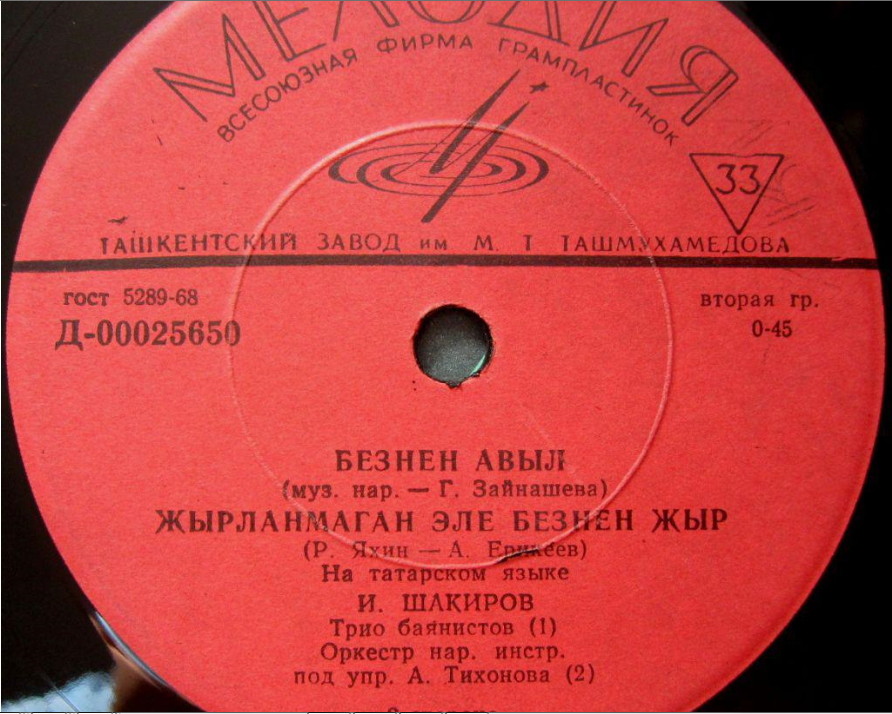 МЕЛОДИЯ
ВСЕСОЮЗНАЯ ФИРМА ГРАМПЛАСТИНОК
33
ТАШКЕНТСКИЙ ЗАВОД им М. Т ТАШМУХАМЕДОВА
гост 5289-68
Д-00025650
вторая гр.
0-45
БЕЗНЕН АВЫЛ
(муз. нар. — Г. Зайнашева)
ЖЫРЛАНМАГАН ЭЛЕ БЕЗНЕН ЖЫР
(Р. Яхин — А. Ерикеев)
На татарском языке
И. ШАКИРОВ
Трио баянистов (1)
Оркестр нар. инстр.
под упр. А. Тихонова (2)